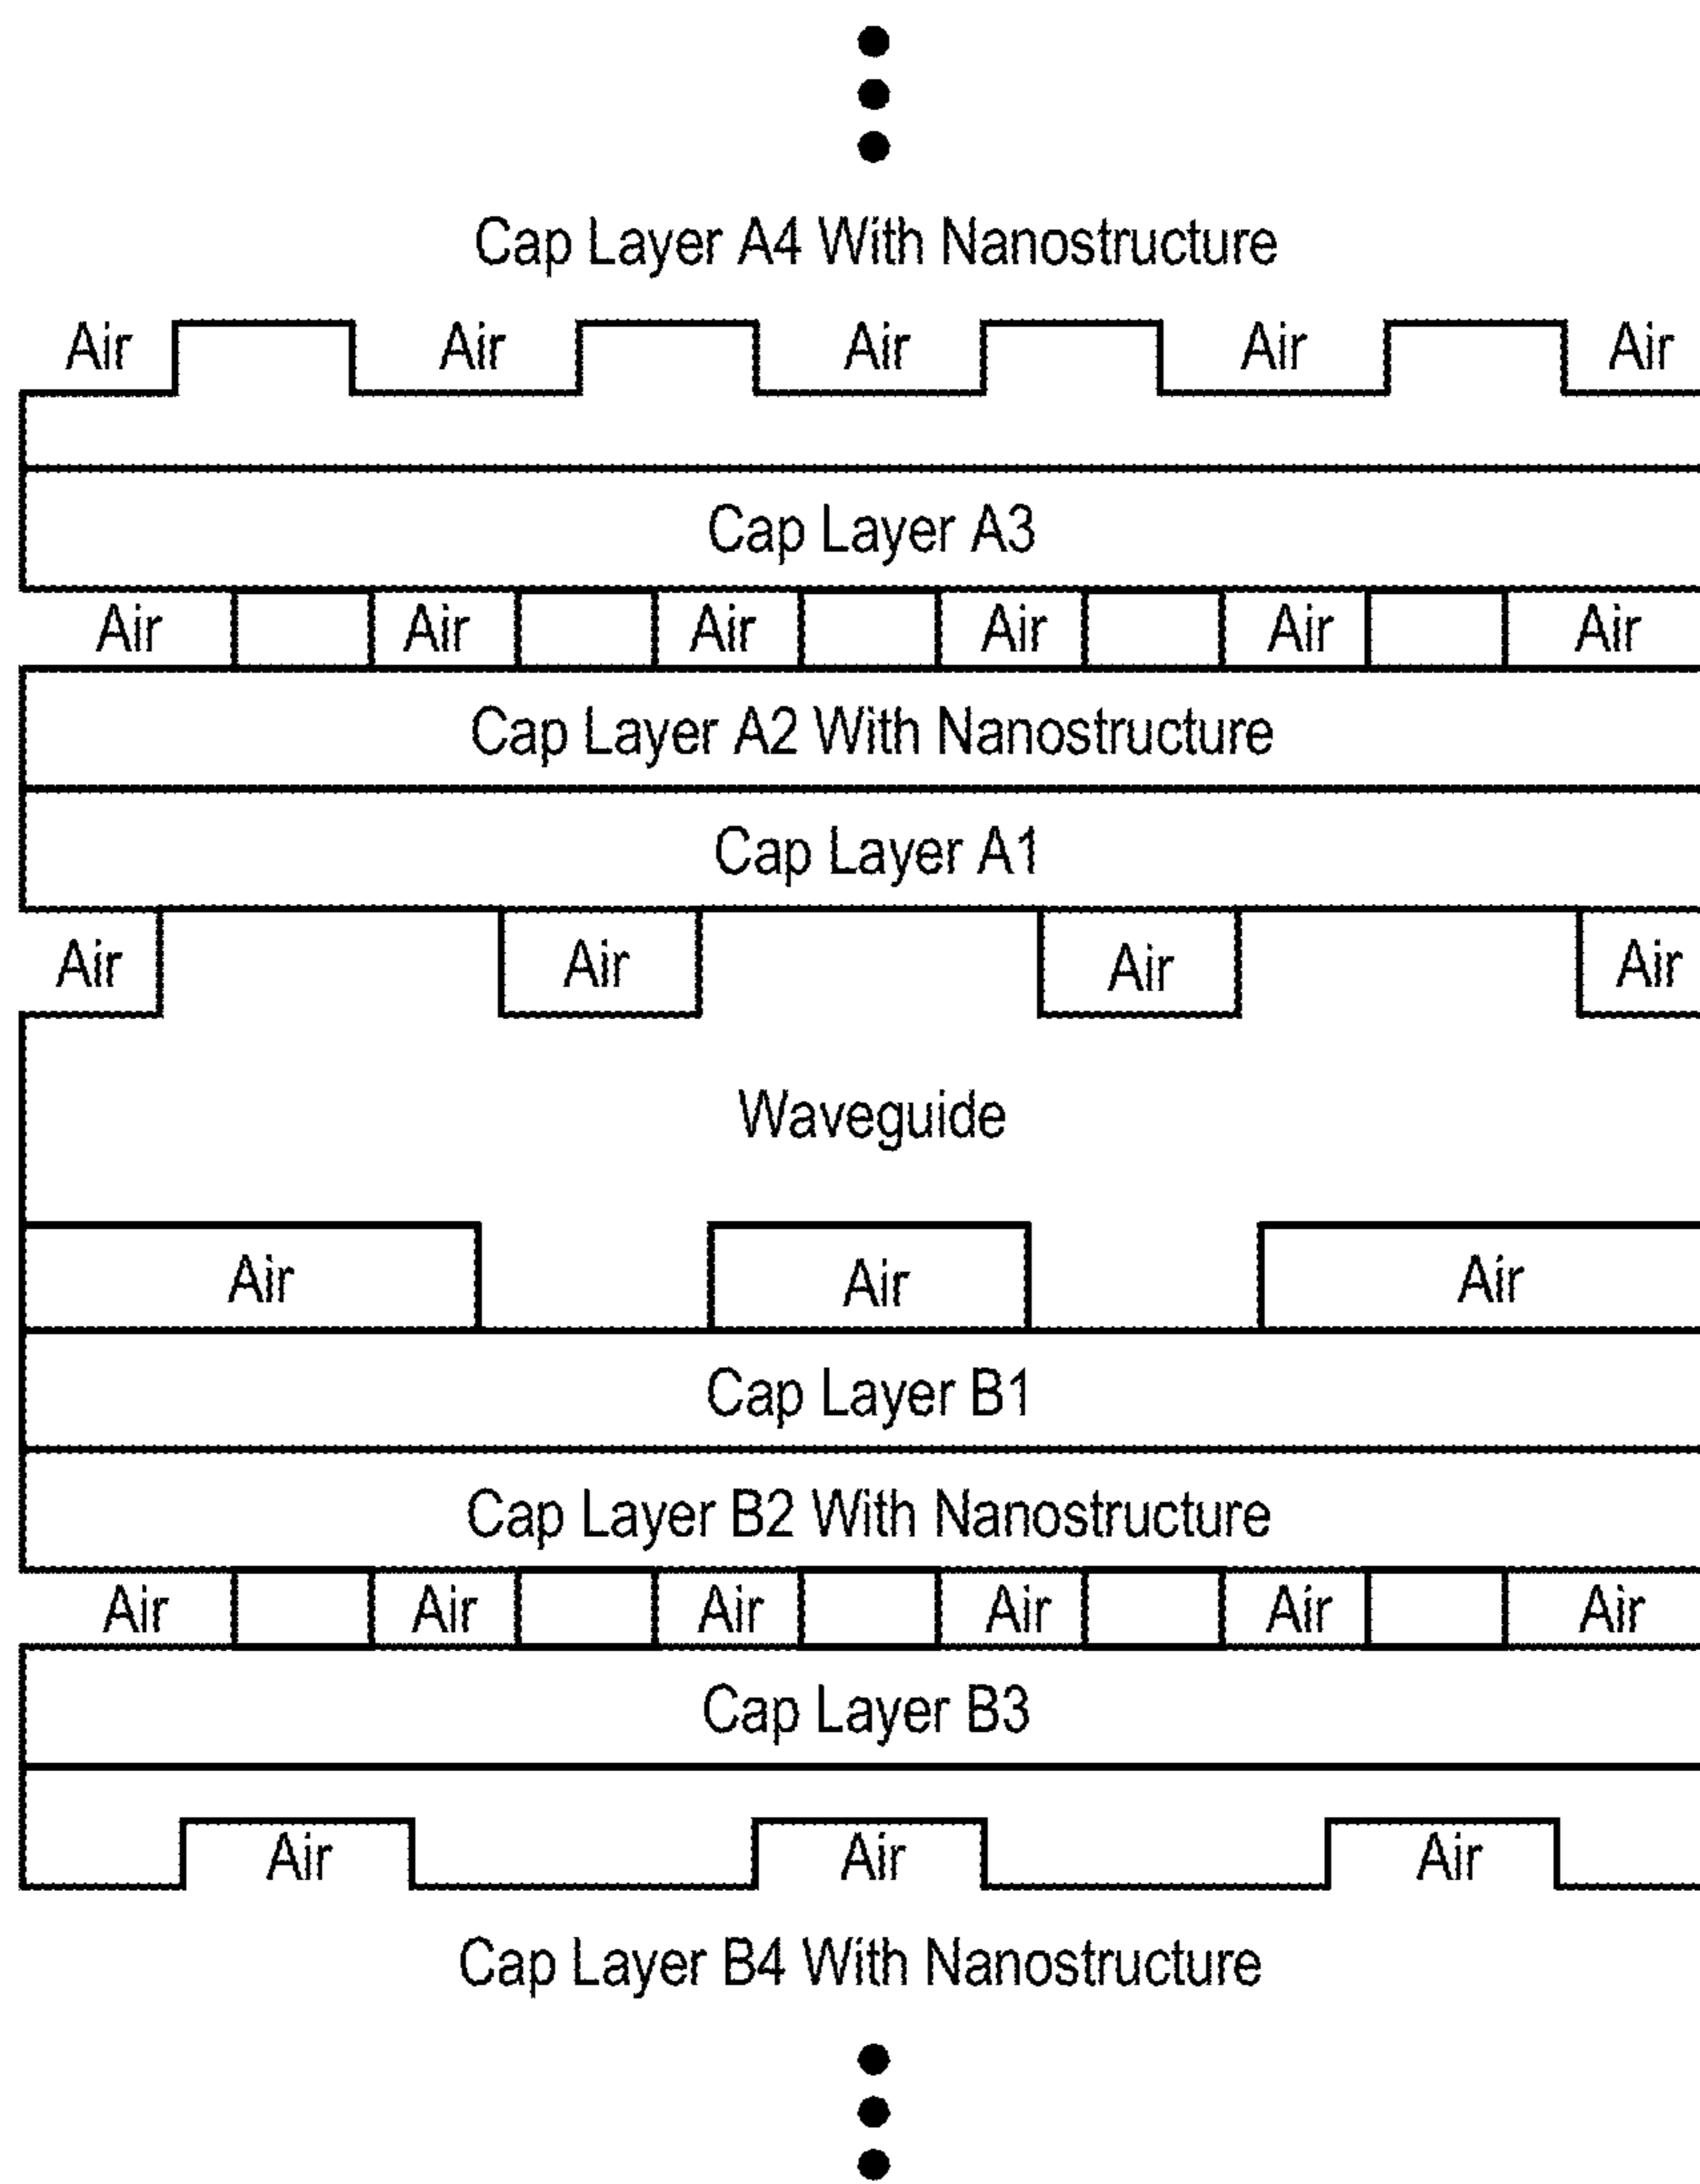 Cap Layer A4 With Nanostructure
Air Air Air Air Air
Cap Layer A3
Air Air Air Air Air Air
Cap Layer A2 With Nanostructure
Cap Layer A1
Air Air Air Air
Waveguide
Air Air Air
Cap Layer B1
Cap Layer B2 With Nanostructure
Air Air Air Air Air Air
Cap Layer B3
Air Air Air
Cap Layer B4 With Nanostructure